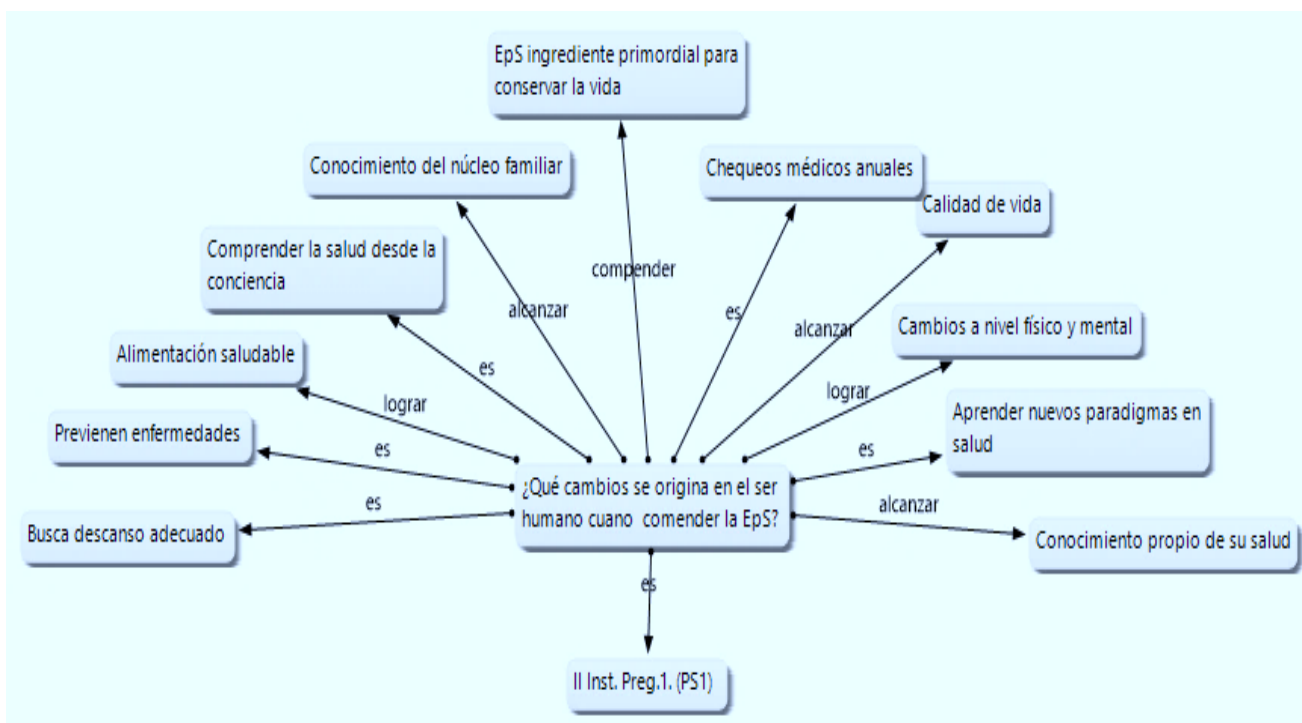 EpS ingrediente primordial para
conservar la vida
Conocimiento del núcleo familiar
Chequeos médicos anuales
Calidad de vida
Comprender la salud desde la
conciencia
compender
alcanzar
es
alcanzar
Cambios a nivel físico y mental
Alimentación saludable
es
lograr
lograr
Aprender nuevos paradigmas en
salud
Previenen enfermedades
es
es
¿Qué cambios se origina en el ser
humano cuano comender la EpS?
Busca descanso adecuado
es
alcanzar
Conocimiento propio de su salud
es
II Inst. Preg.1. (PS1)